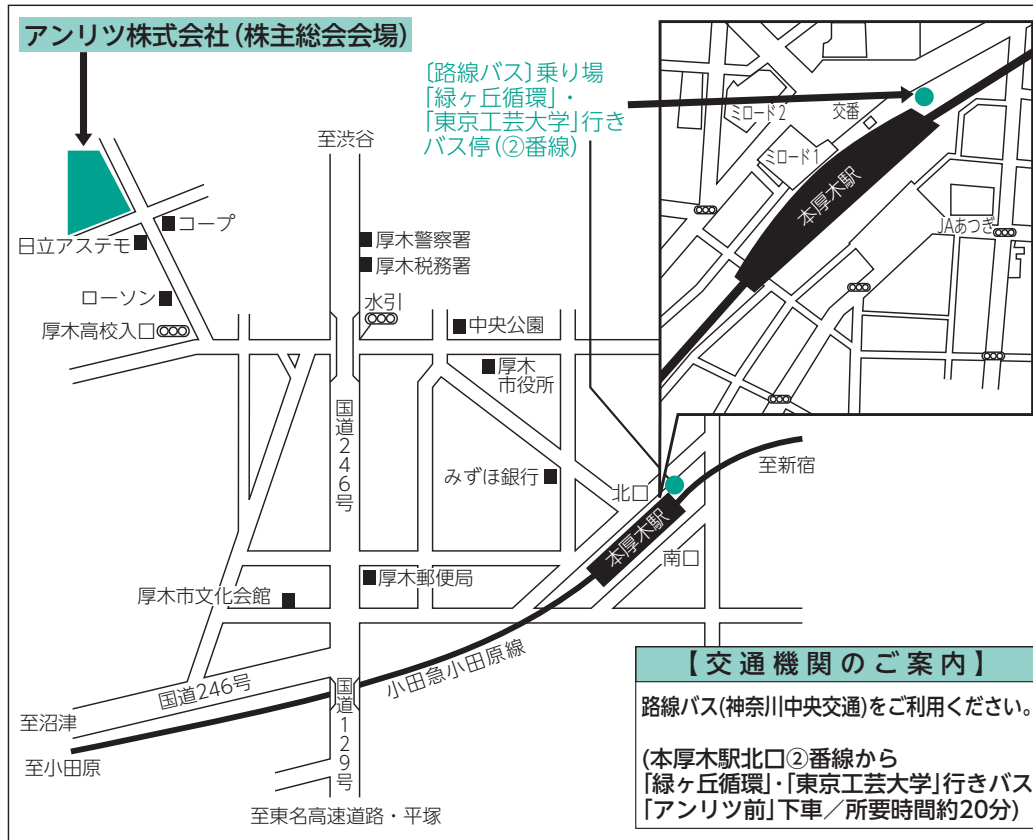 アンリツ株式会社(株主総会会場)
〔路線バス〕乗り場
「緑ヶ丘循環」・
「東京工芸大学」行き
バス停(②番線)
ミロード2
交番
ミロード1
本厚木駅
JAあつぎ
至渋谷
コープ
日立アステモ
厚木警察署
厚木税務署
ローソン
水引
厚木高校入口
中央公園
厚木
市役所
国道246号
みずほ銀行
至新宿
北口
本厚木駅
南口
厚木郵便局
厚木市文化会館
小田急小田原線
国道246号
国道129号
至沼津
至小田原
至東名高速道路・平塚
【交通機関のご案内】
路線バス(神奈川中央交通)をご利用ください。
(本厚木駅北口②番線から
「緑ヶ丘循環」・「東京工芸大学」行きバス
「アンリツ前」下車/所要時間約20分)